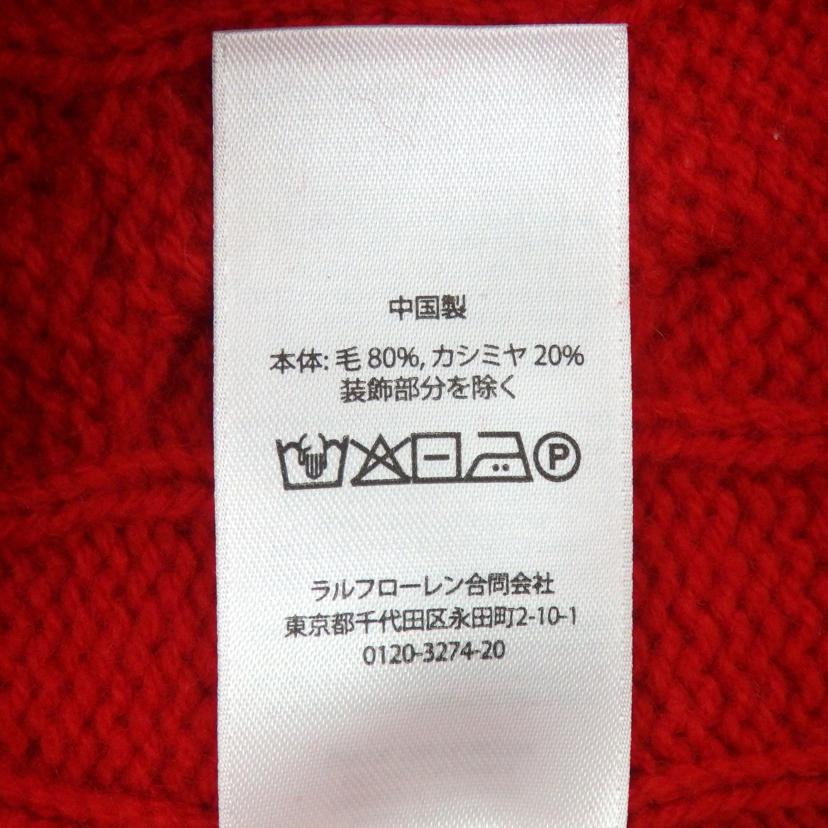 中国製
本体: 毛 80%, カシミヤ 20%
装飾部分を除く
P
ラルフローレン合同会社
東京都千代田区永田町2-10-1
0120-3274-20